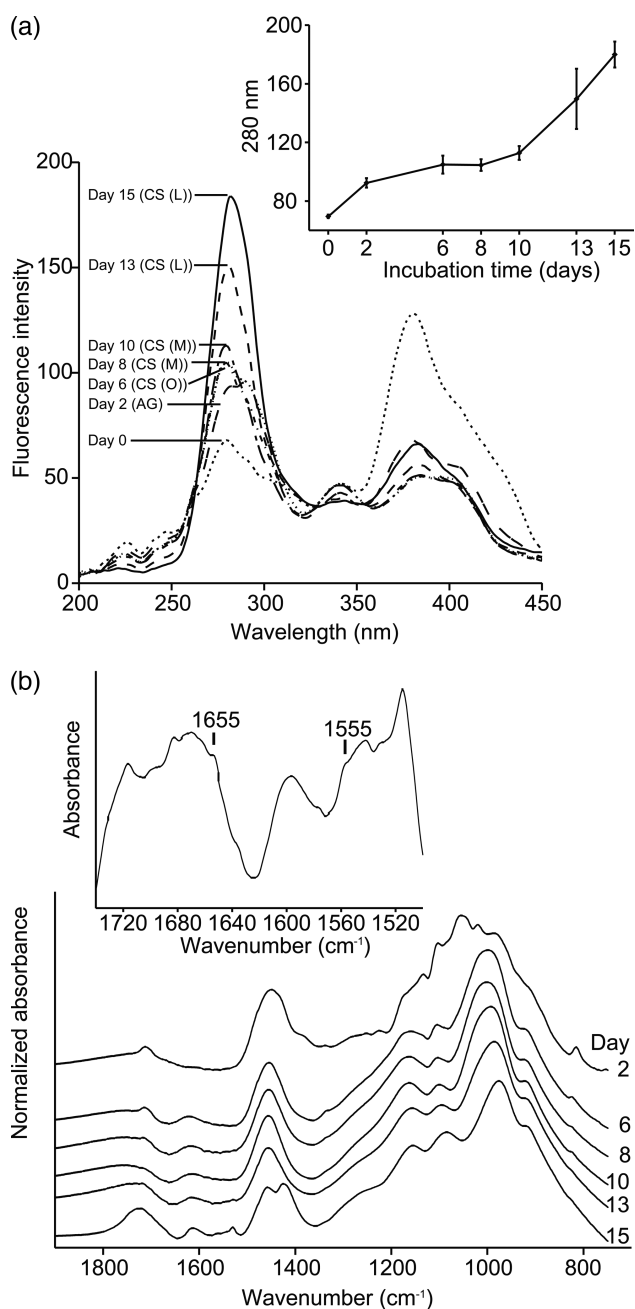 (a)
200
160
120
80
280 nm
0 2 6 8 10 13 15
Incubation time (days)
200
150
100
50
0
Fluorescence intensity
Day 15 (CS (L))
Day 13 (CS (L))
Day 10 (CS (M))
Day 8 (CS (M))
Day 6 (CS (O))
Day 2 (AG)
Day 0
200 250 300 350 400 450
Wavelength (nm)
(b)
1655
1555
Absorbance
1720 1680 1640 1600 1560 1520
Wavenumber (cm⁻¹)
Normalized absorbance
Day
2
6
8
10
13
15
1800 1600 1400 1200 1000 800
Wavenumber (cm⁻¹)